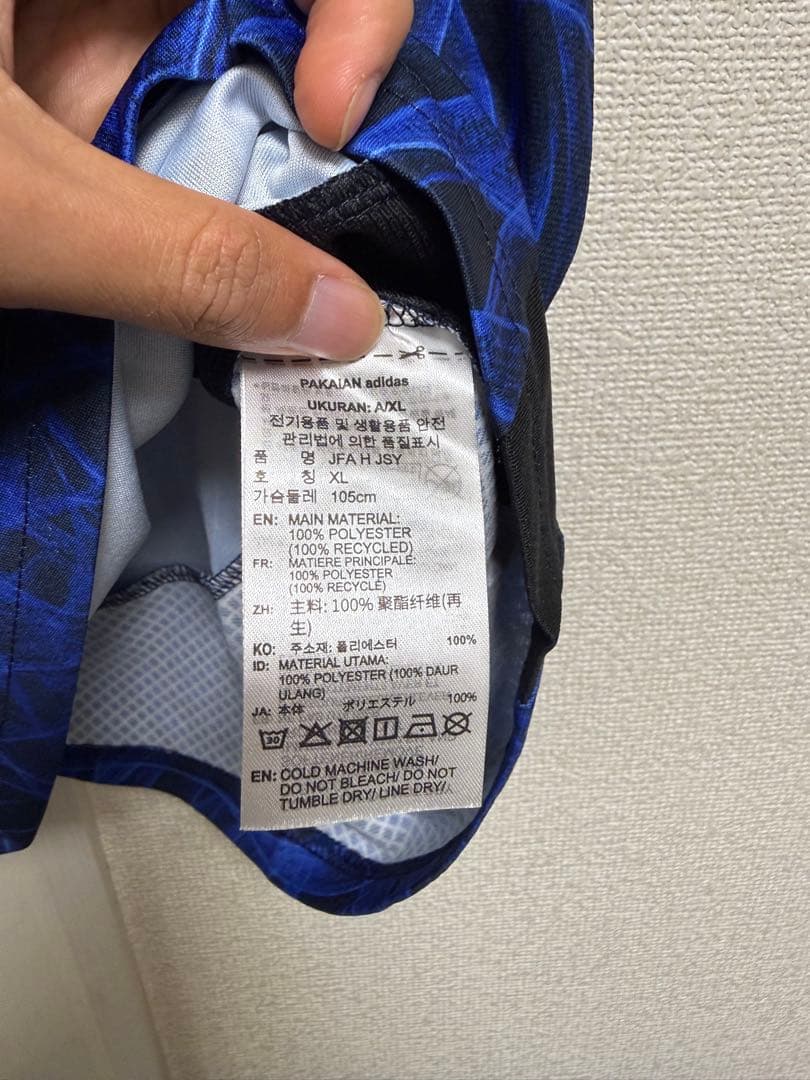 PAKAIAN adidas
UKURAN: A/XL
전기용품 및 생활용품 안전
관리법에 의한 품질표시
품 명 JFA H JSY
호 칭 XL
가슴둘레 105cm
EN: MAIN MATERIAL:
100% POLYESTER
(100% RECYCLED)
FR: MATIERE PRINCIPALE:
100% POLYESTER
(100% RECYCLÉ)
ZH: 主料: 100% 聚酯纤维(再
生)
KO: 주소재: 폴리에스터 100%
ID: MATERIAL UTAMA:
100% POLYESTER (100% DAUR
ULANG)
JA: 本体 ポリエステル 100%
30
EN: COLD MACHINE WASH/
DO NOT BLEACH/ DO NOT
TUMBLE DRY/ LINE DRY/